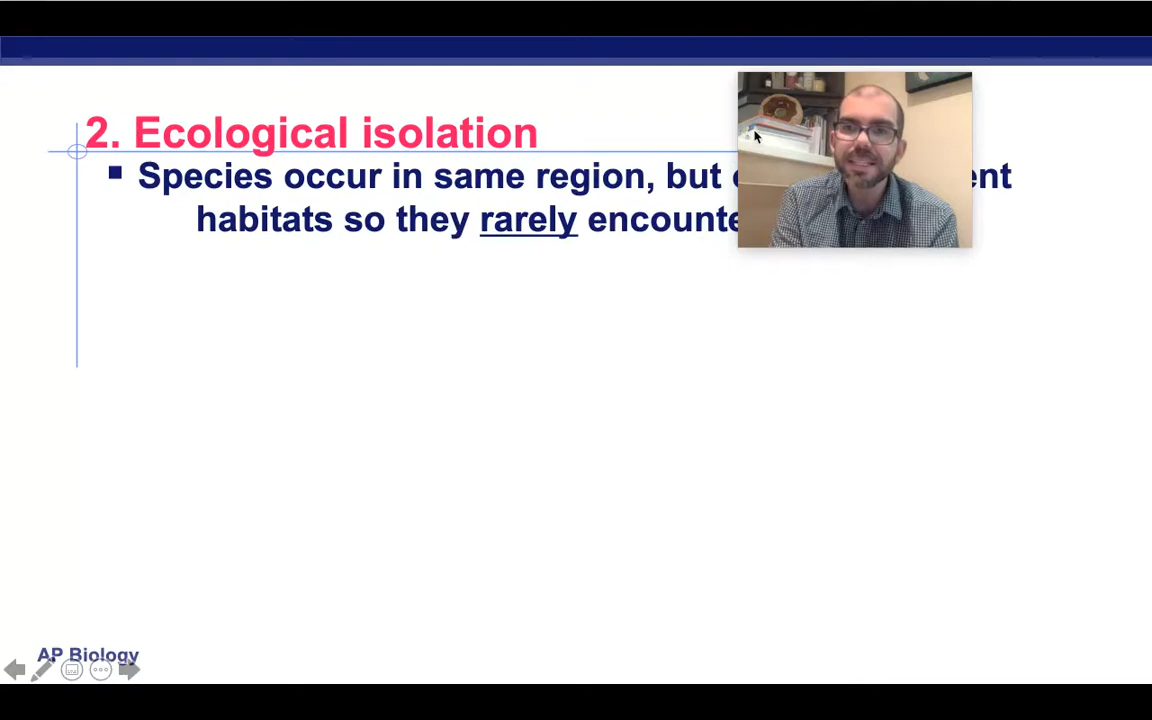 2. Ecological isolation
▪ Species occur in same region, but ent
habitats so they rarely encounte
AP Biology